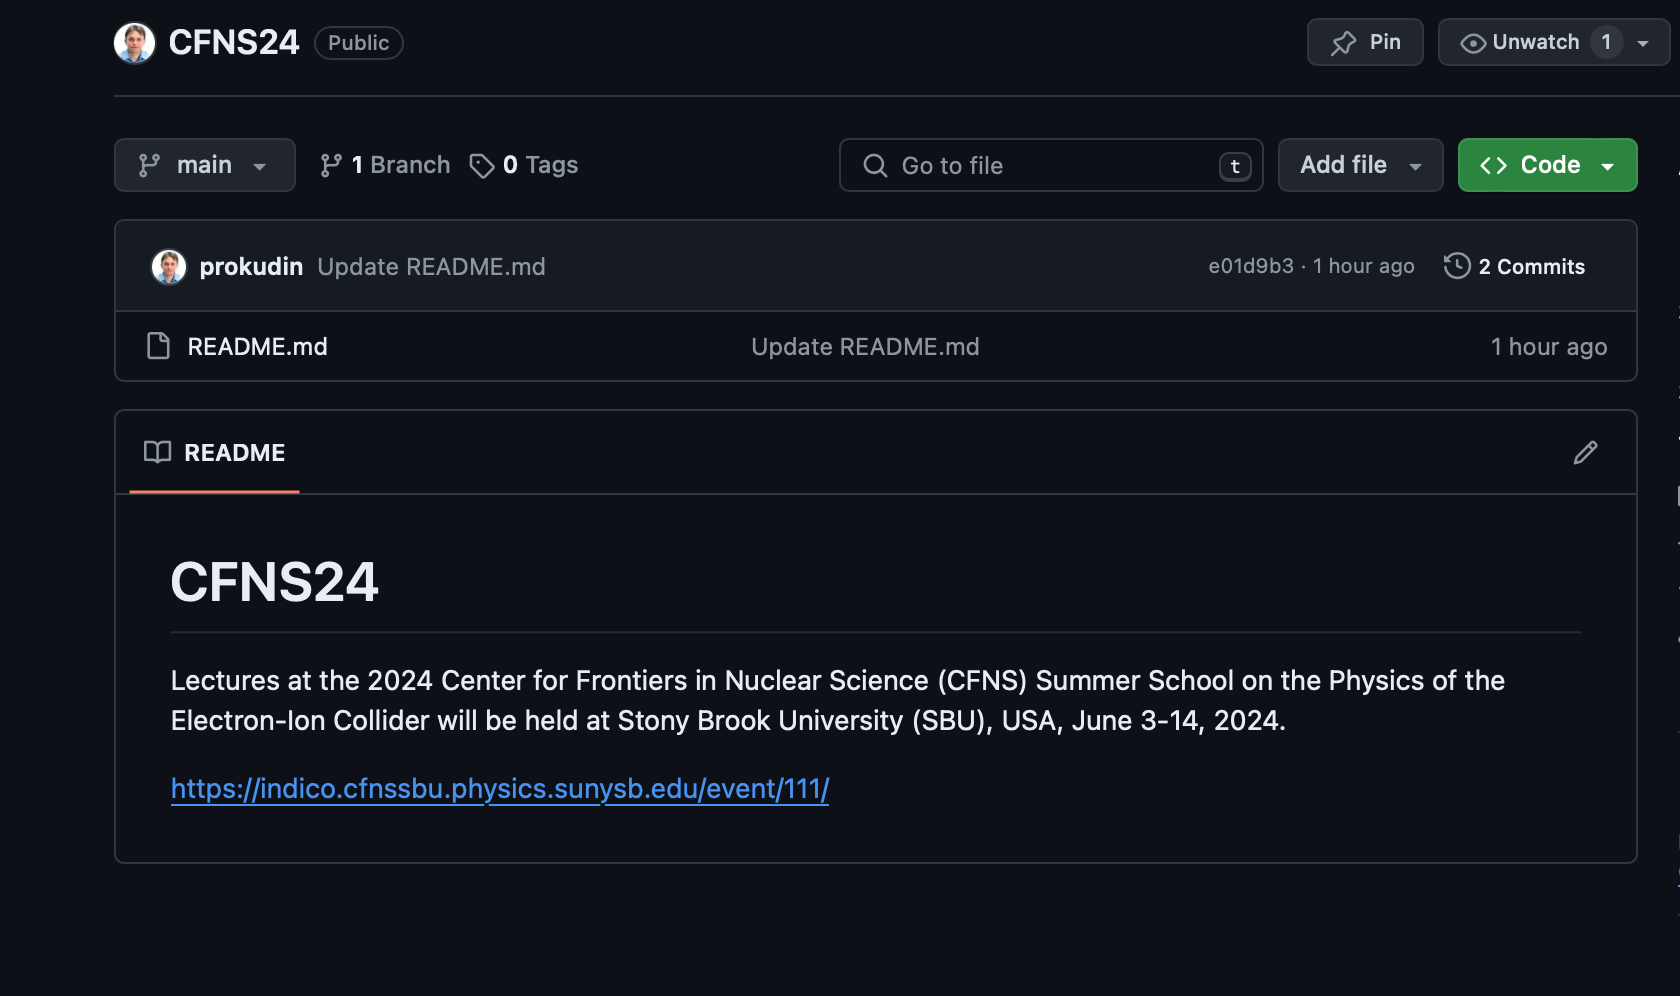 CFNS24 Public Pin Unwatch 1
main 1 Branch 0 Tags Go to file t Add file Code
prokudin Update README.md e01d9b3 · 1 hour ago 2 Commits
README.md Update README.md 1 hour ago
README
CFNS24
Lectures at the 2024 Center for Frontiers in Nuclear Science (CFNS) Summer School on the Physics of the
Electron-Ion Collider will be held at Stony Brook University (SBU), USA, June 3-14, 2024.
https://indico.cfnssbu.physics.sunysb.edu/event/111/